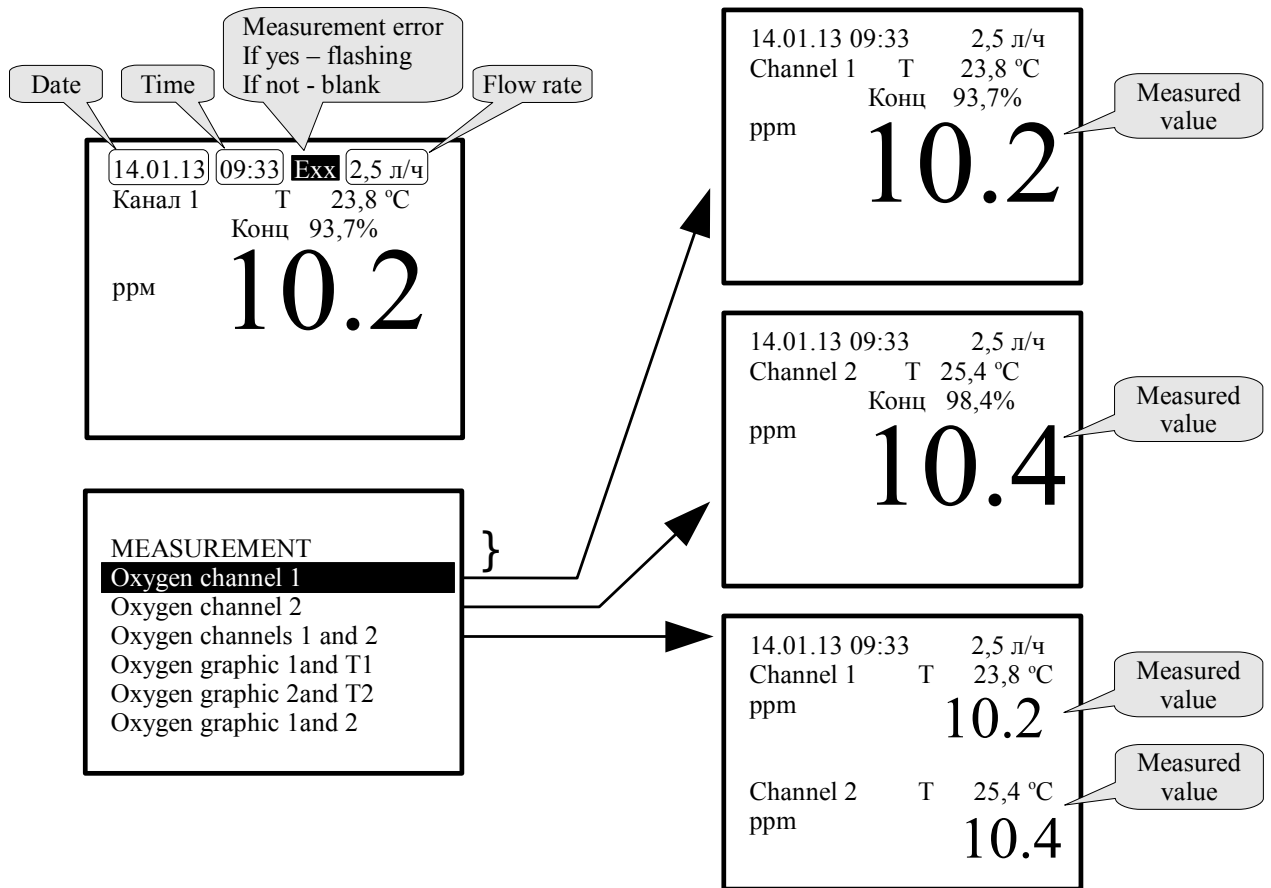 Measurement error
If yes – flashing
If not - blank
Date
Time
Flow rate
14.01.13 09:33 Exx 2,5 л/ч
Канал 1 Т 23,8 ºС
Конц 93,7%
ррм
10.2
MEASUREMENT }
Oxygen channel 1
Oxygen channel 2
Oxygen channels 1 and 2
Oxygen graphic 1and T1
Oxygen graphic 2and T2
Oxygen graphic 1and 2
14.01.13 09:33 2,5 л/ч
Channel 1 T 23,8 ºC
Конц 93,7%
ppm
10.2
Measured
value
14.01.13 09:33 2,5 л/ч
Channel 2 T 25,4 ºC
Конц 98,4%
ppm
10.4
Measured
value
14.01.13 09:33 2,5 л/ч
Channel 1 T 23,8 ºC
ppm
10.2
Measured
value
Channel 2 T 25,4 ºC
ppm
10.4
Measured
value